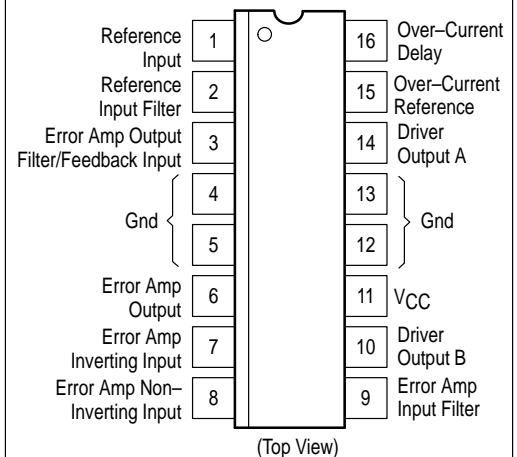 Reference
Input
1
Reference
Input Filter
2
Error Amp Output
Filter/Feedback Input
3
4
Gnd
5
Error Amp
Output
6
Error Amp
Inverting Input
7
Error Amp Non–
Inverting Input
8
16
Over–Current
Delay
15
Over–Current
Reference
14
Driver
Output A
13
Gnd
12
11
VCC
10
Driver
Output B
9
Error Amp
Input Filter
(Top View)